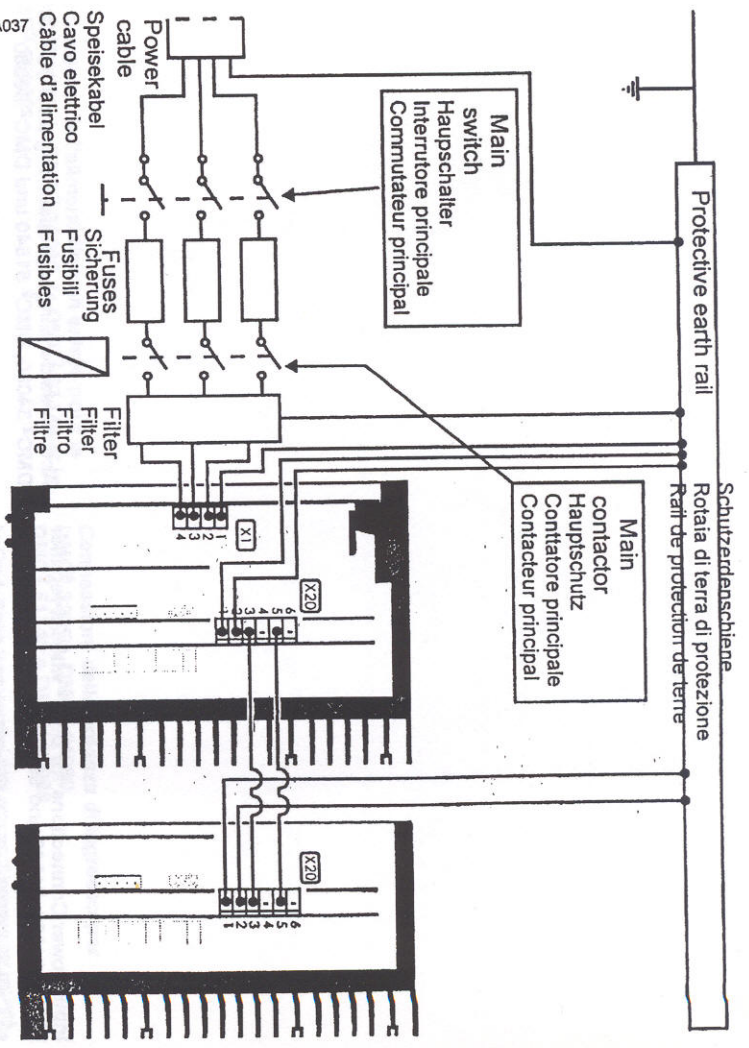 Schutzerdenschiene
Protective earth rail
Rotaia di terra di protezione
Rail de protection de terre
Main
switch
Haupschalter
Interrutore principale
Commutateur principal
Main
contactor
Hauptschutz
Conttatore principale
Contacteur principal
Power
cable
Speisekabel
Cavo elettrico
Câble d'alimentation
Fuses
Sicherung
Fusibili
Fusibles
Filter
Filter
Filtro
Filtre
X1
1
2
3
4
X20
6
5
4
3
2
1
X20
6
5
4
3
2
1
A037